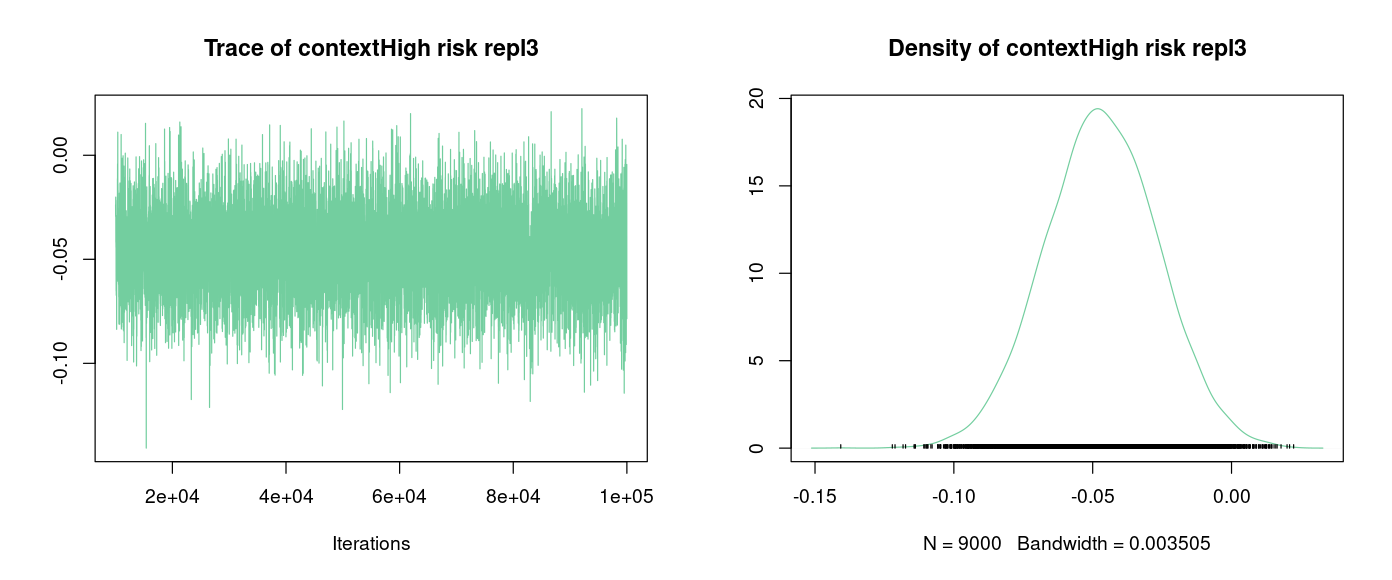 Trace of contextHigh risk repl3
0.00
-0.05
-0.10
2e+04 4e+04 6e+04 8e+04 1e+05
Iterations
Density of contextHigh risk repl3
20
15
10
5
0
-0.15 -0.10 -0.05 0.00
N = 9000 Bandwidth = 0.003505